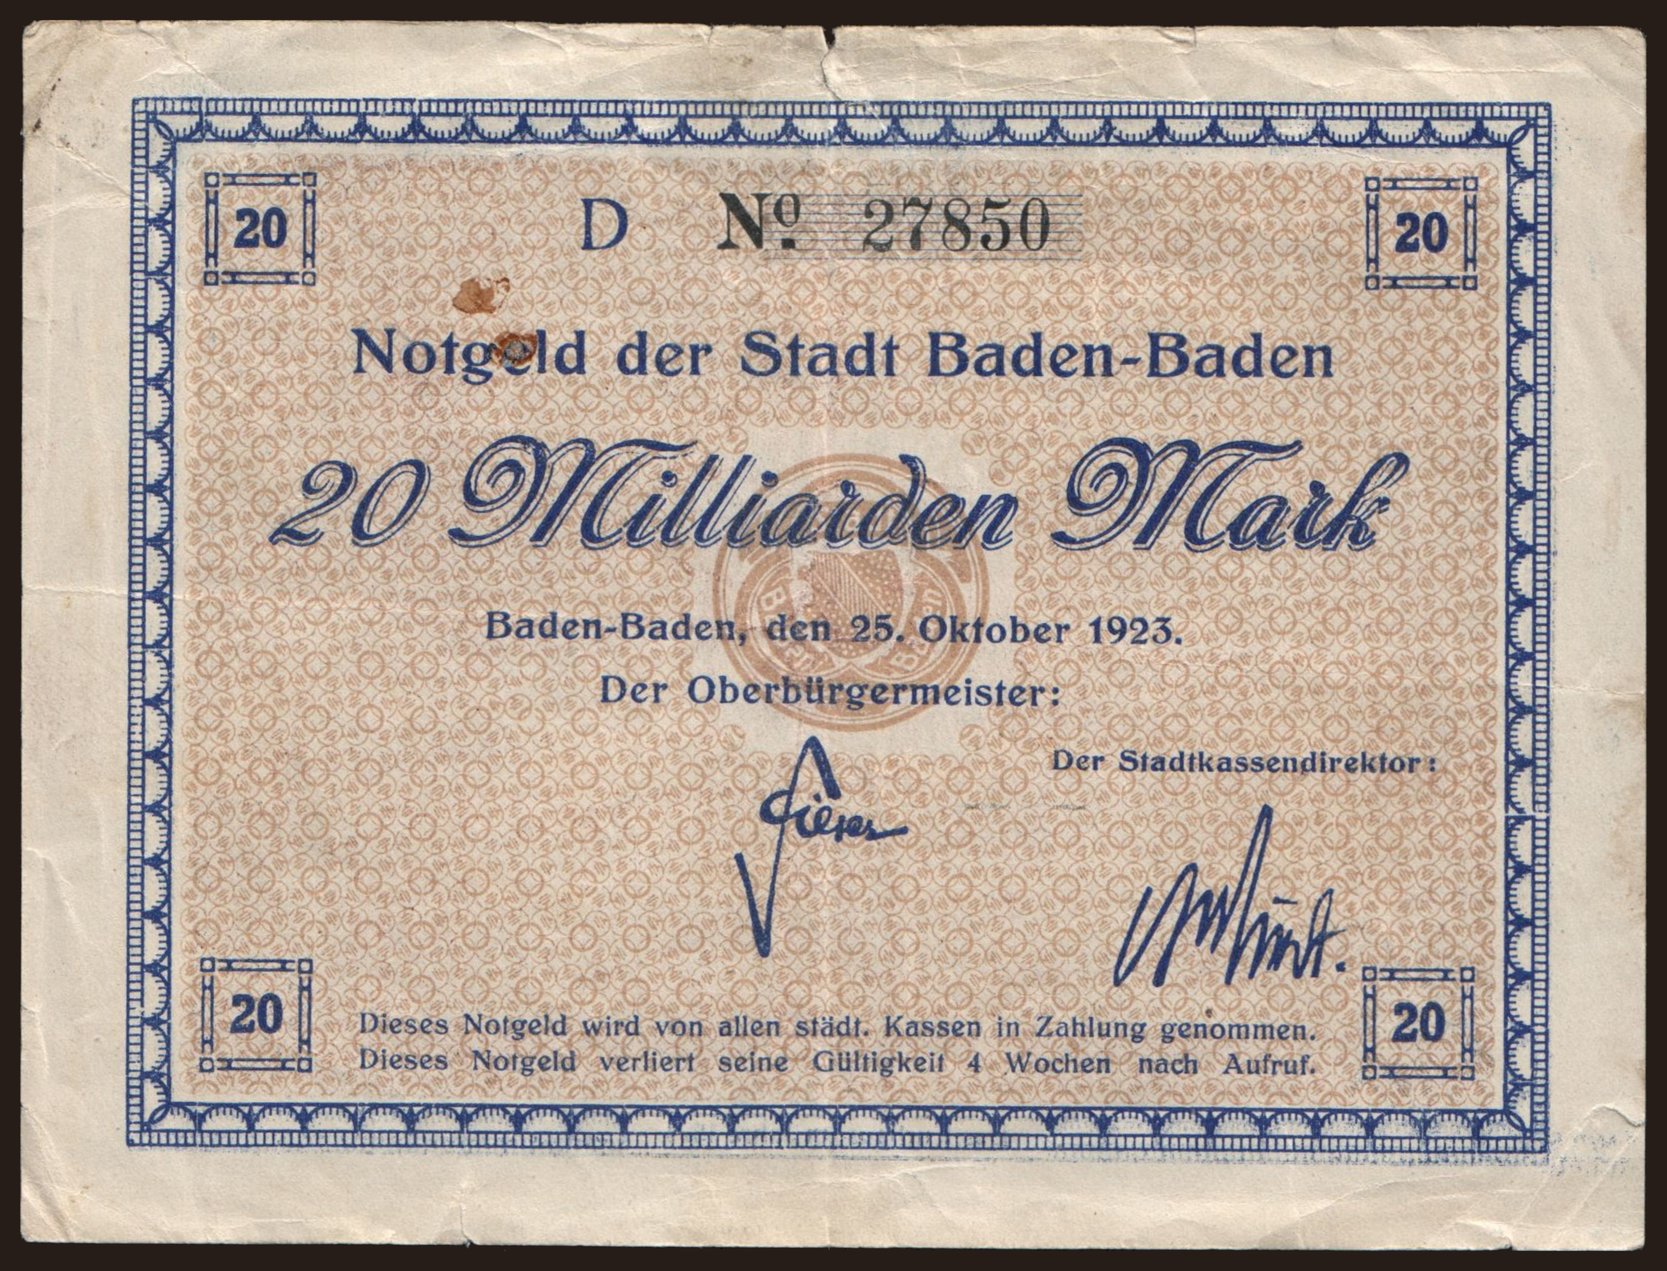 20
D No. 27850
20
Notgeld der Stadt Baden-Baden
20 Milliarden Mark
Baden-Baden, den 25. Oktober 1923.
Der Oberbürgermeister:
Fieser
Der Stadtkassendirektor:
20
Dieses Notgeld wird von allen städt. Kassen in Zahlung genommen.
Dieses Notgeld verliert seine Gültigkeit 4 Wochen nach Aufruf.
20